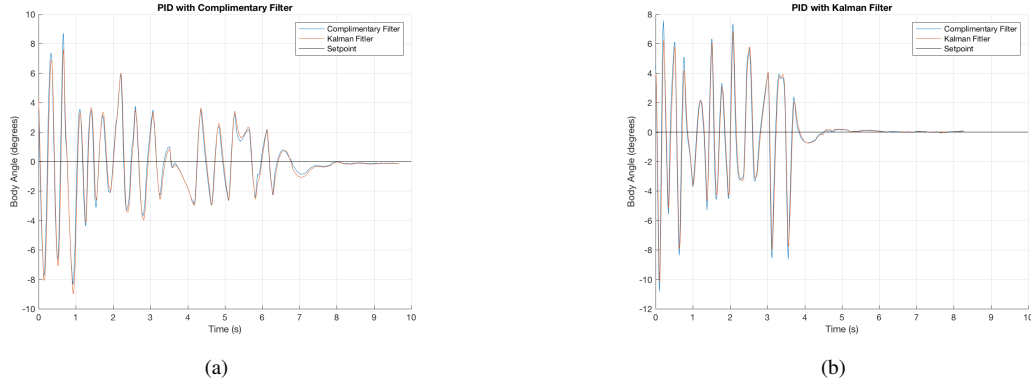 PID with Complimentary Filter
Complimentary Filter
Kalman Fitler
Setpoint
Body Angle (degrees)
10
8
6
4
2
0
-2
-4
-6
-8
-10
0 1 2 3 4 5 6 7 8 9 10
Time (s)
(a)
PID with Kalman Filter
Complimentary Filter
Kalman Fitler
Setpoint
Body Angle (degrees)
8
6
4
2
0
-2
-4
-6
-8
-10
-12
0 1 2 3 4 5 6 7 8 9 10
Time (s)
(b)